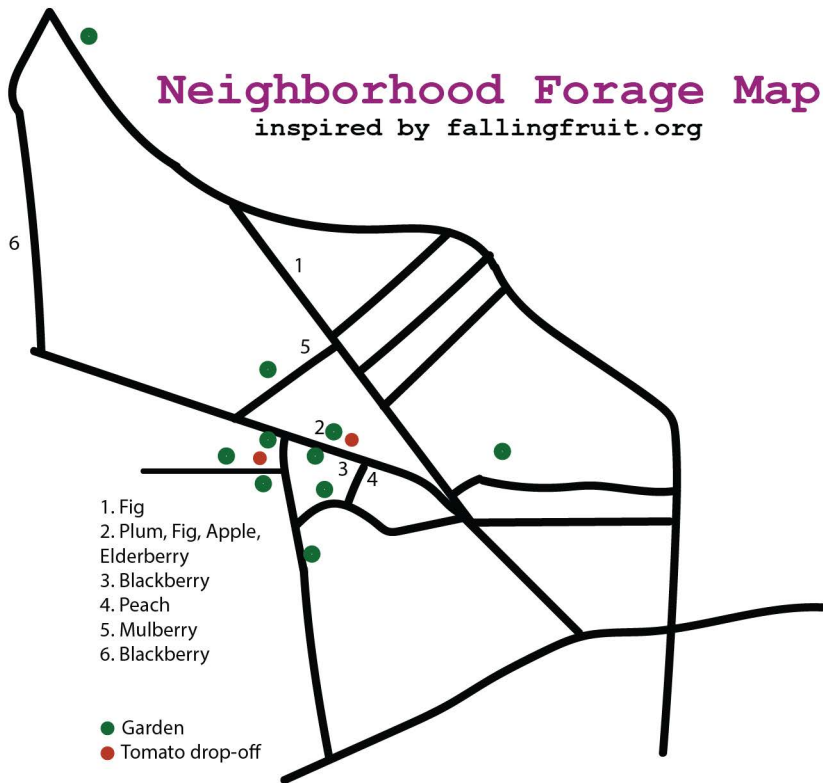 Neighborhood Forage Map
inspired by fallingfruit.org
6
1
5
2
3
4
1. Fig
2. Plum, Fig, Apple,
Elderberry
3. Blackberry
4. Peach
5. Mulberry
6. Blackberry
Garden
Tomato drop-off